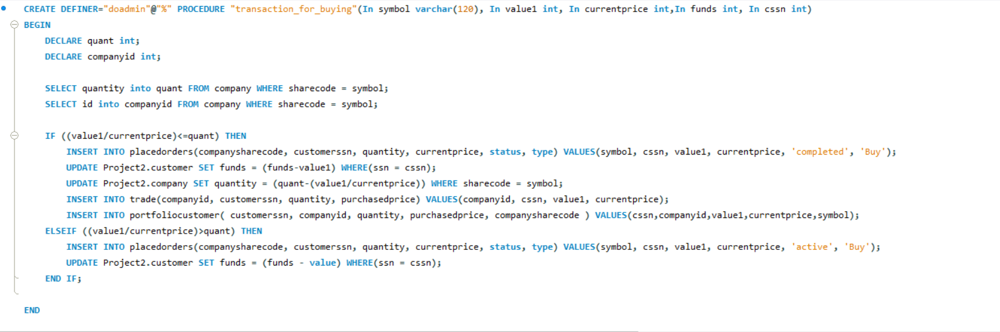 CREATE DEFINER="doadmin"@"%" PROCEDURE "transaction_for_buying"(In symbol varchar(120), In value1 int, In currentprice int,In funds int, In cssn int)
BEGIN
DECLARE quant int;
DECLARE companyid int;
SELECT quantity into quant FROM company WHERE sharecode = symbol;
SELECT id into companyid FROM company WHERE sharecode = symbol;
IF ((value1/currentprice)<=quant) THEN
INSERT INTO placedorders(companysharecode, customerssn, quantity, currentprice, status, type) VALUES(symbol, cssn, value1, currentprice, 'completed', 'Buy');
UPDATE Project2.customer SET funds = (funds-value1) WHERE(ssn = cssn);
UPDATE Project2.company SET quantity = (quant-(value1/currentprice)) WHERE sharecode = symbol;
INSERT INTO trade(companyid, customerssn, quantity, purchasedprice) VALUES(companyid, cssn, value1, currentprice);
INSERT INTO portfoliocustomer( customerssn, companyid, quantity, purchasedprice, companysharecode ) VALUES(cssn,companyid,value1,currentprice,symbol);
ELSEIF ((value1/currentprice)>quant) THEN
INSERT INTO placedorders(companysharecode, customerssn, quantity, currentprice, status, type) VALUES(symbol, cssn, value1, currentprice, 'active', 'Buy');
UPDATE Project2.customer SET funds = (funds - value) WHERE(ssn = cssn);
END IF;
END